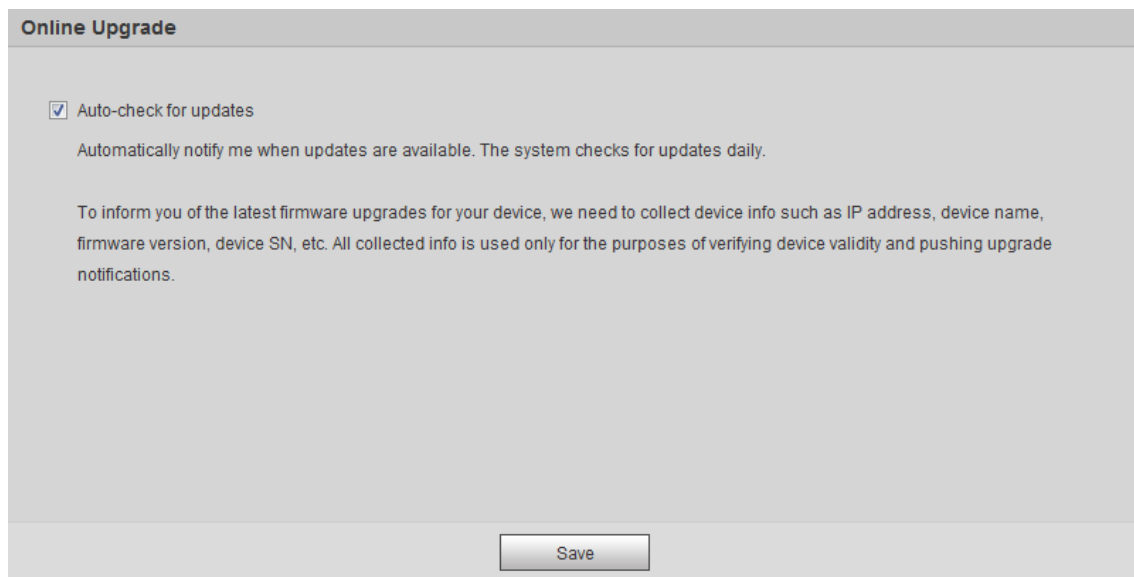 Online Upgrade
Auto-check for updates
Automatically notify me when updates are available. The system checks for updates daily.
To inform you of the latest firmware upgrades for your device, we need to collect device info such as IP address, device name,
firmware version, device SN, etc. All collected info is used only for the purposes of verifying device validity and pushing upgrade
notifications.
Save